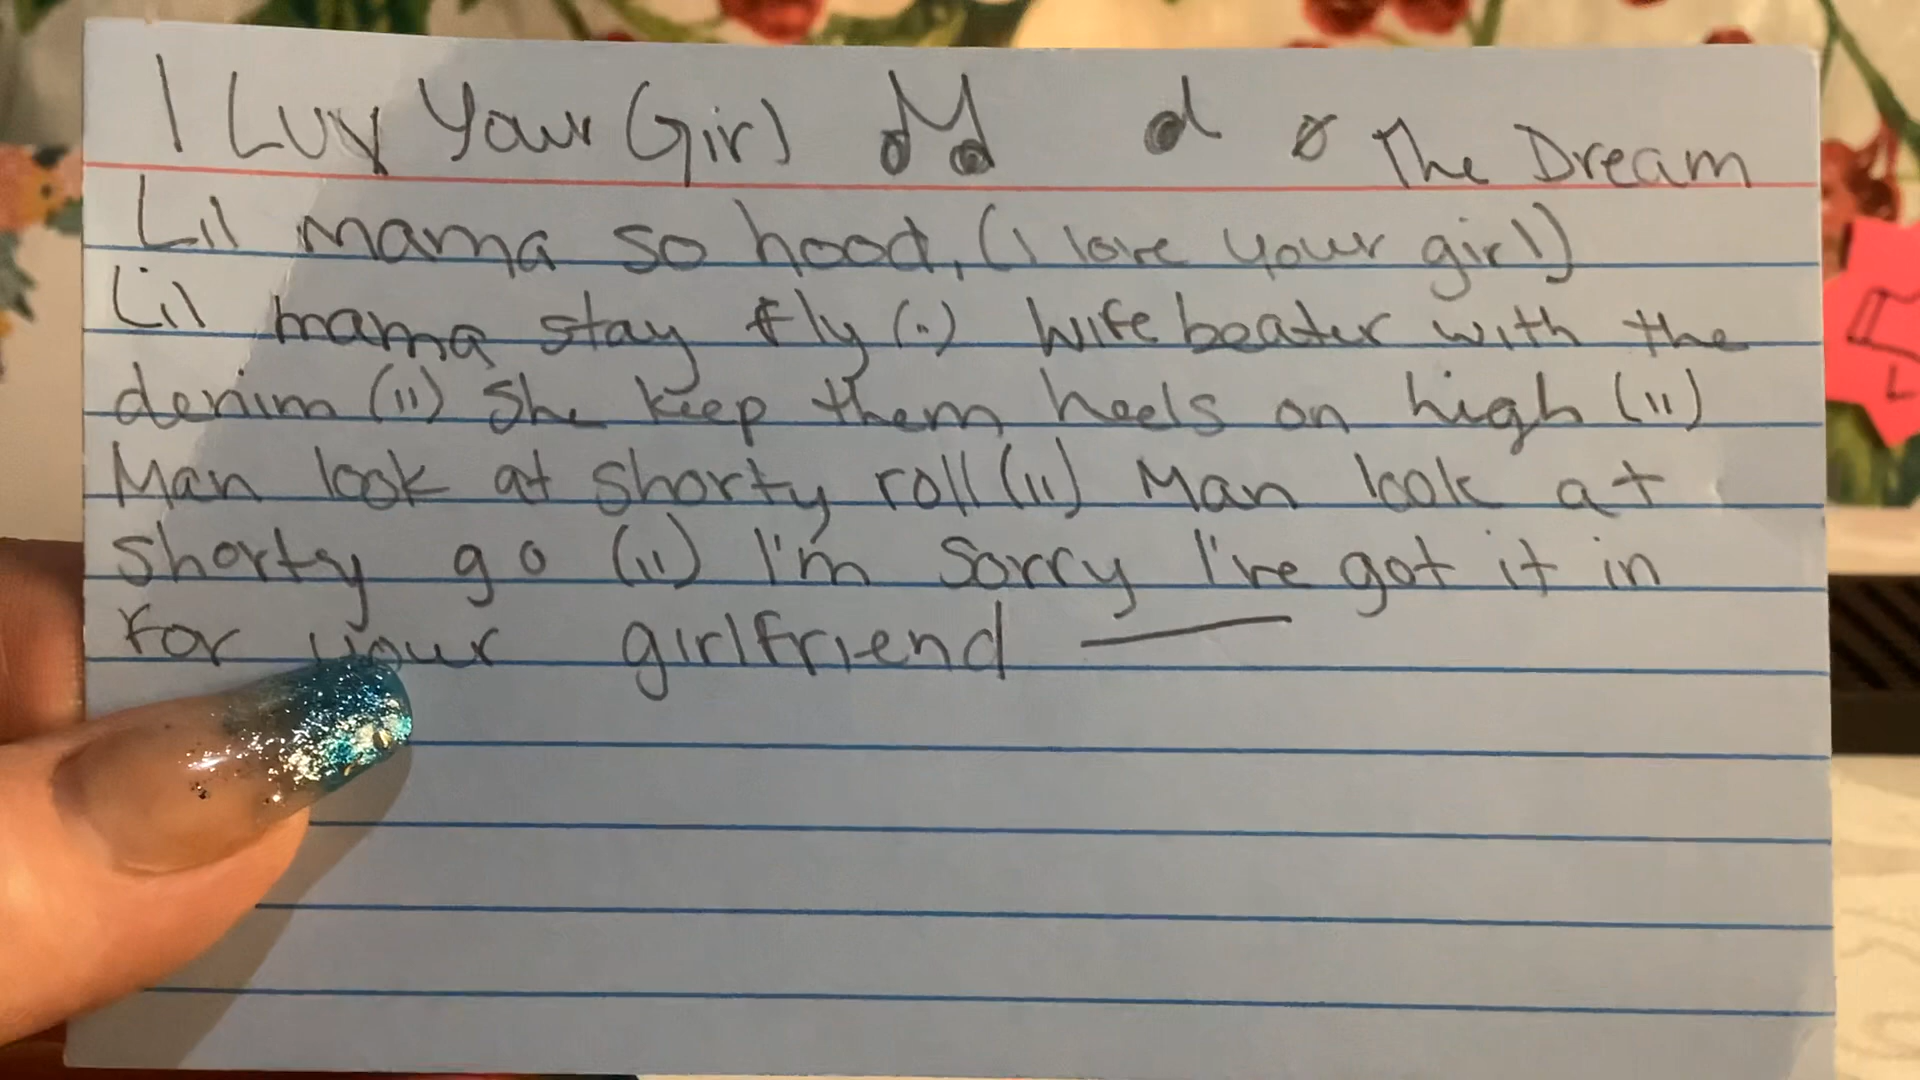 I Luv Your Girl The Dream
Lil mama so hood, (I love your girl)
Lil mama stay fly (") wife beater with the
denim (") She keep them heels on high (")
Man look at shorty roll (") Man look at
shorty go (") I'm sorry I've got it in
for your girlfriend —